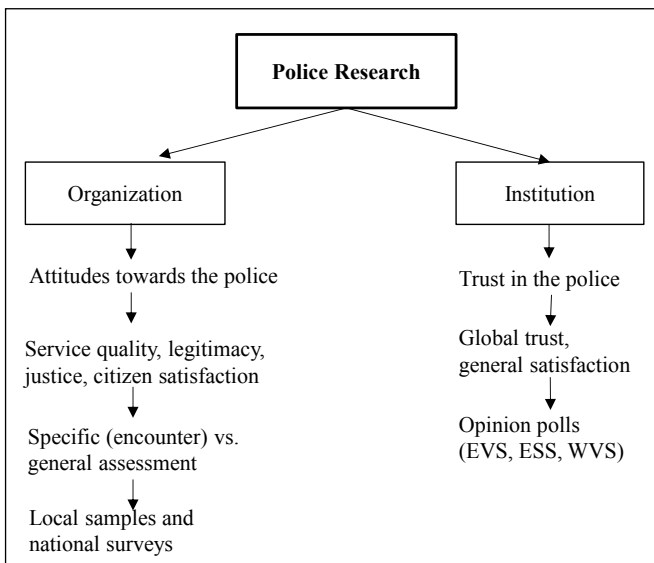 Police Research
Organization
Attitudes towards the police
Service quality, legitimacy,
justice, citizen satisfaction
Specific (encounter) vs.
general assessment
Local samples and
national surveys
Institution
Trust in the police
Global trust,
general satisfaction
Opinion polls
(EVS, ESS, WVS)